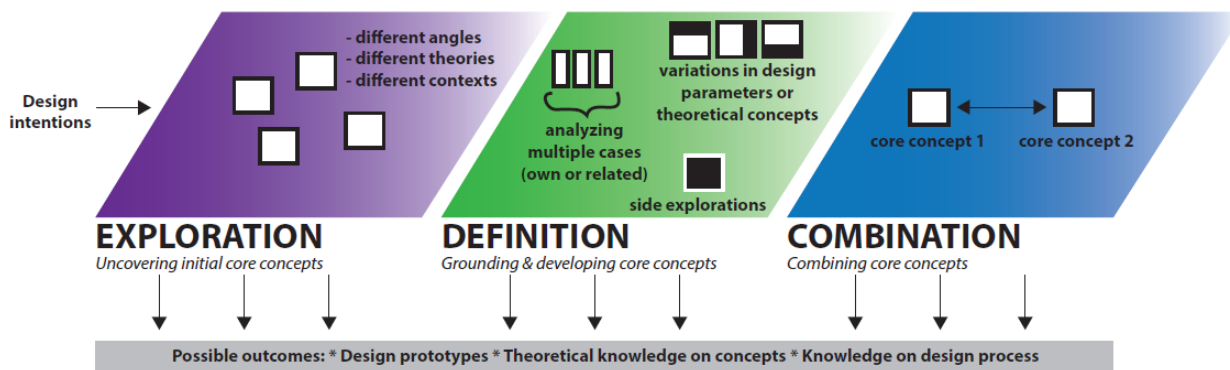 Design
intentions
- different angles
- different theories
- different contexts
analyzing
multiple cases
(own or related)
variations in design
parameters or
theoretical concepts
side explorations
core concept 1
core concept 2
EXPLORATION
Uncovering initial core concepts
DEFINITION
Grounding & developing core concepts
COMBINATION
Combining core concepts
Possible outcomes: * Design prototypes * Theoretical knowledge on concepts * Knowledge on design process